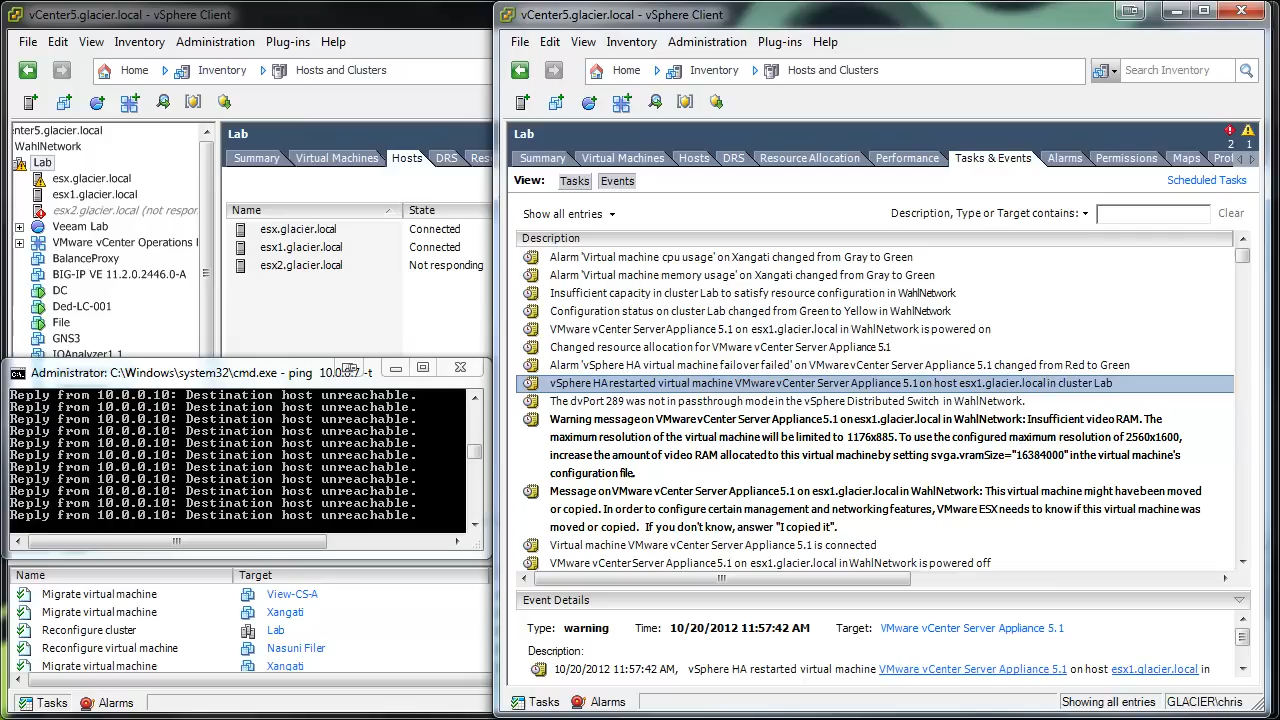 vCenter5.glacier.local - vSphere Client
File Edit View Inventory Administration Plug-ins Help
Home Inventory Hosts and Clusters
nter5.glacier.local
WahlNetwork
Lab
esx.glacier.local
esx1.glacier.local
esx2.glacier.local (not respor
Veeam Lab
VMware vCenter Operations I
BalanceProxy
BIG-IP VE 11.2.0.2446.0-A
DC
Ded-LC-001
File
GNS3
IOAnalyzer1.1
Lab
Summary Virtual Machines Hosts DRS
Name State
esx.glacier.local Connected
esx1.glacier.local Connected
esx2.glacier.local Not responding
Administrator: C:\Windows\system32\cmd.exe - ping -t
Reply from 10.0.0.10: Destination host unreachable.
Reply from 10.0.0.10: Destination host unreachable.
Reply from 10.0.0.10: Destination host unreachable.
Reply from 10.0.0.10: Destination host unreachable.
Reply from 10.0.0.10: Destination host unreachable.
Reply from 10.0.0.10: Destination host unreachable.
Reply from 10.0.0.10: Destination host unreachable.
Reply from 10.0.0.10: Destination host unreachable.
Reply from 10.0.0.10: Destination host unreachable.
Reply from 10.0.0.10: Destination host unreachable.
Reply from 10.0.0.10: Destination host unreachable.
Name Target
Migrate virtual machine View-CS-A
Migrate virtual machine Xangati
Reconfigure cluster Lab
Reconfigure virtual machine Nasuni Filer
Migrate virtual machine Xangati
Tasks Alarms
vCenter5.glacier.local - vSphere Client
File Edit View Inventory Administration Plug-ins Help
Home Inventory Hosts and Clusters Search Inventory
Lab
2 1
Summary Virtual Machines Hosts DRS Resource Allocation Performance Tasks & Events Alarms Permissions Maps
View: Tasks Events Scheduled Tasks
Show all entries Description, Type or Target contains: Clear
Description
Alarm 'Virtual machine cpu usage' on Xangati changed from Gray to Green
Alarm 'Virtual machine memory usage' on Xangati changed from Gray to Green
Insufficient capacity in cluster Lab to satisfy resource configuration in WahlNetwork
Configuration status on cluster Lab changed from Green to Yellow in WahlNetwork
VMware vCenter Server Appliance 5.1 on esx1.glacier.local in WahlNetwork is powered on
Changed resource allocation for VMware vCenter Server Appliance 5.1
Alarm 'vSphere HA virtual machine failover failed' on VMware vCenter Server Appliance 5.1 changed from Red to Green
vSphere HA restarted virtual machine VMware vCenter Server Appliance 5.1 on host esx1.glacier.local in cluster Lab
The dvPort 289 was not in passthrough mode in the vSphere Distributed Switch in WahlNetwork.
Warning message on VMware vCenter Server Appliance 5.1 on esx1.glacier.local in WahlNetwork: Insufficient video RAM. The
maximum resolution of the virtual machine will be limited to 1176x885. To use the configured maximum resolution of 2560x1600,
increase the amount of video RAM allocated to this virtual machine by setting svga.vramSize="16384000" in the virtual machine's
configuration file.
Message on VMware vCenter Server Appliance 5.1 on esx1.glacier.local in WahlNetwork: This virtual machine might have been moved
or copied. In order to configure certain management and networking features, VMware ESX needs to know if this virtual machine was
moved or copied. If you don't know, answer "I copied it".
Virtual machine VMware vCenter Server Appliance 5.1 is connected
VMware vCenter Server Appliance 5.1 on esx1.glacier.local in WahlNetwork is powered off
Event Details
Type: warning Time: 10/20/2012 11:57:42 AM Target: VMware vCenter Server Appliance 5.1
Description:
10/20/2012 11:57:42 AM, vSphere HA restarted virtual machine VMware vCenter Server Appliance 5.1 on host esx1.glacier.local in
Tasks Alarms Showing all entries GLACIER\chris